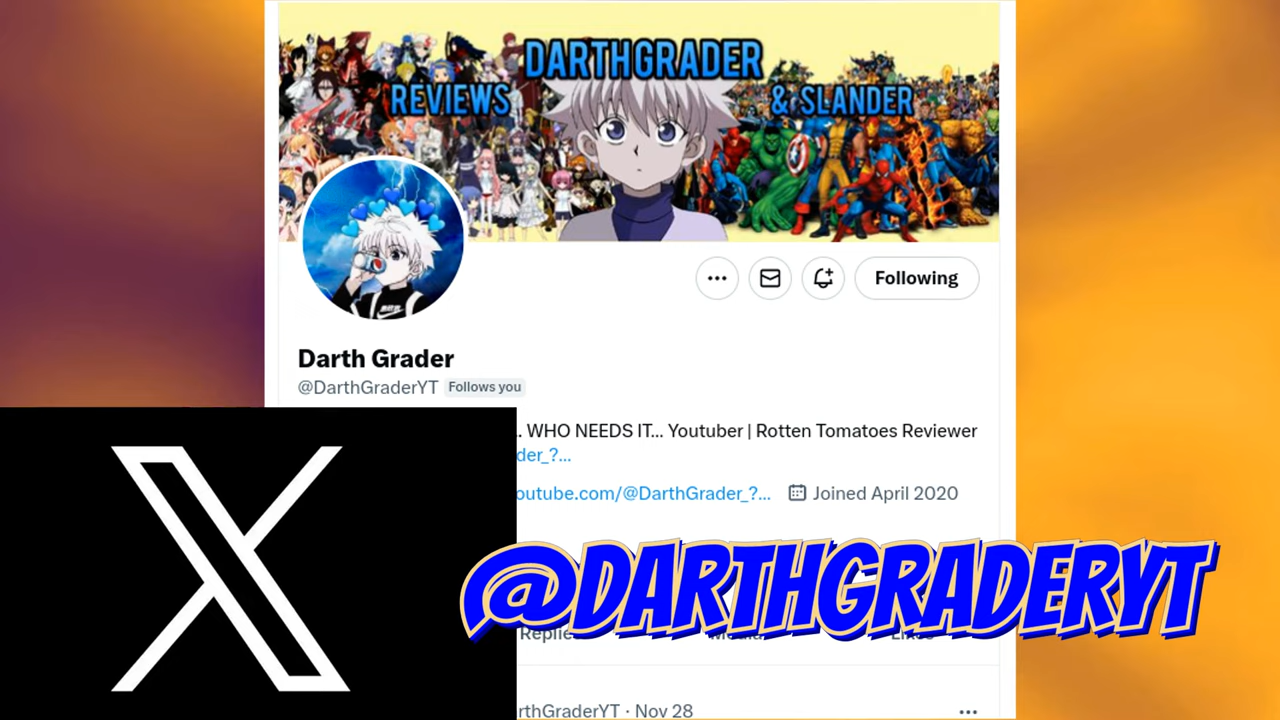 DARTHGRADER
REVIEWS & SLANDER
Following
Darth Grader
@DarthGraderYT Follows you
. WHO NEEDS IT... Youtuber | Rotten Tomatoes Reviewer
der_?...
outube.com/@DarthGrader_?... Joined April 2020
@DARTHGRADERYT
rthGraderYT · Nov 28